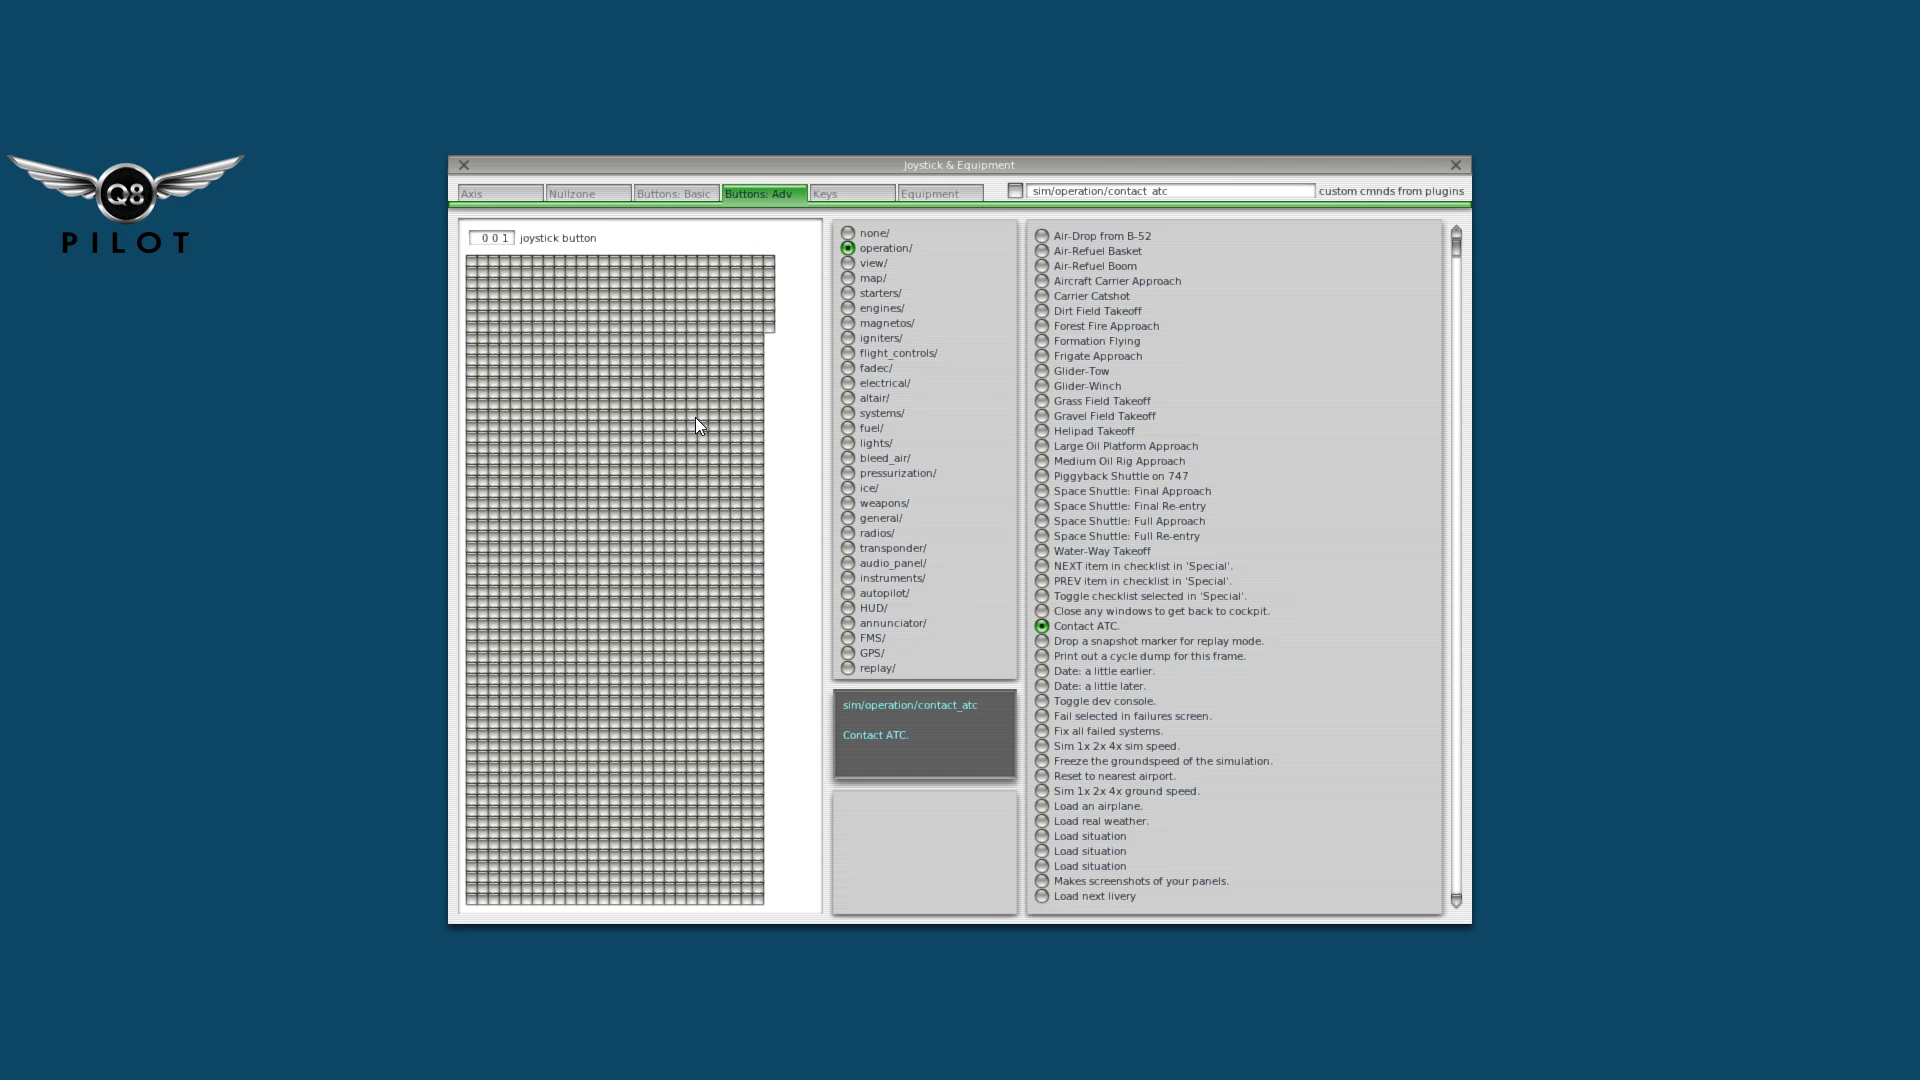 Joystick & Equipment
Axis
Nullzone
Buttons: Basic
Buttons: Adv
Keys
Equipment
sim/operation/contact_atc
custom cmnds from plugins
Q8
PILOT
001 joystick button
none/
operation/
view/
map/
starters/
engines/
magnetos/
igniters/
flight_controls/
fadec/
electrical/
altair/
systems/
fuel/
lights/
bleed_air/
pressurization/
ice/
weapons/
general/
radios/
transponder/
audio_panel/
instruments/
autopilot/
HUD/
annunciator/
FMS/
GPS/
replay/
sim/operation/contact_atc
Contact ATC.
Air-Drop from B-52
Air-Refuel Basket
Air-Refuel Boom
Aircraft Carrier Approach
Carrier Catshot
Dirt Field Takeoff
Forest Fire Approach
Formation Flying
Frigate Approach
Glider-Tow
Glider-Winch
Grass Field Takeoff
Gravel Field Takeoff
Helipad Takeoff
Large Oil Platform Approach
Medium Oil Rig Approach
Piggyback Shuttle on 747
Space Shuttle: Final Approach
Space Shuttle: Final Re-entry
Space Shuttle: Full Approach
Space Shuttle: Full Re-entry
Water-Way Takeoff
NEXT item in checklist in 'Special'.
PREV item in checklist in 'Special'.
Toggle checklist selected in 'Special'.
Close any windows to get back to cockpit.
Contact ATC.
Drop a snapshot marker for replay mode.
Print out a cycle dump for this frame.
Date: a little earlier.
Date: a little later.
Toggle dev console.
Fail selected in failures screen.
Fix all failed systems.
Sim 1x 2x 4x sim speed.
Freeze the groundspeed of the simulation.
Reset to nearest airport.
Sim 1x 2x 4x ground speed.
Load an airplane.
Load real weather.
Load situation
Load situation
Load situation
Makes screenshots of your panels.
Load next livery